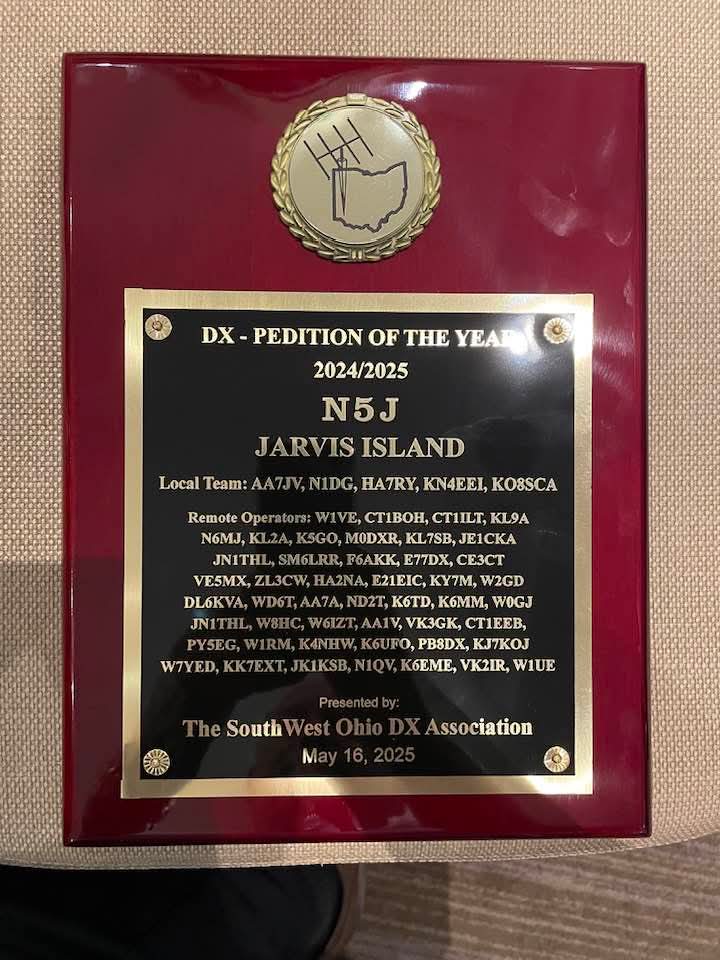 DX - PEDITION OF THE YEAR
2024/2025
N5J
JARVIS ISLAND
Local Team: AA7JV, N1DG, HA7RY, KN4EEI, KO8SCA
Remote Operators: W1VE, CT1BOH, CT1ILT, KL9A
N6MJ, KL2A, K5GO, M0DXR, KL7SB, JE1CKA
JN1THL, SM6LRR, F6AKK, E77DX, CE3CT
VE5MX, ZL3CW, HA2NA, E21EIC, KY7M, W2GD
DL6KVA, WD6T, AA7A, ND2T, K6TD, K6MM, W0GJ
JN1THL, W8HC, W6IZT, AA1V, VK3GK, CT1EEB,
PY5EG, W1RM, K4NHW, K6UFO, PB8DX, KJ7KOJ
W7YED, KK7EXT, JK1KSB, N1QV, K6EME, VK2IR, W1UE
Presented by:
The SouthWest Ohio DX Association
May 16, 2025